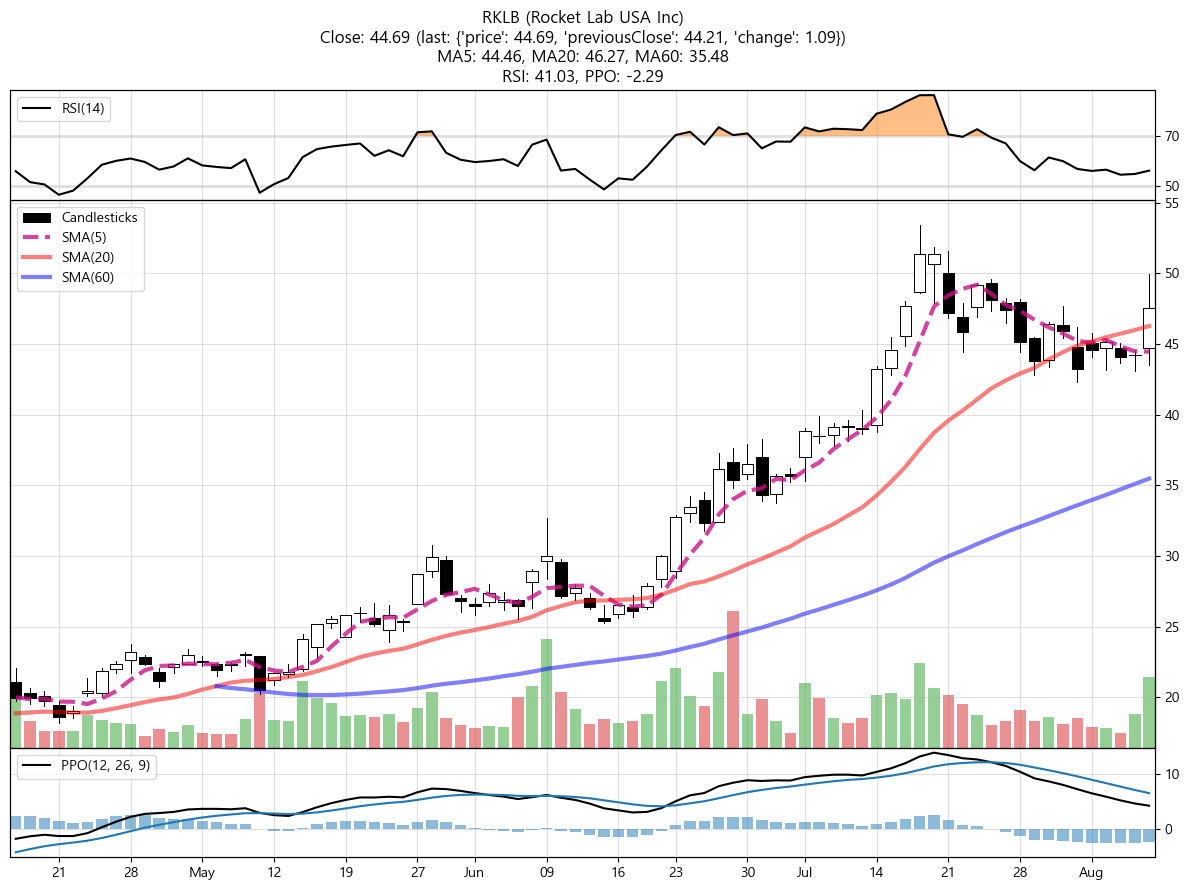 RKLB (Rocket Lab USA Inc)
Close: 44.69 (last: {'price': 44.69, 'previousClose': 44.21, 'change': 1.09})
MA5: 44.46, MA20: 46.27, MA60: 35.48
RSI: 41.03, PPO: -2.29
RSI(14)
70
50
Candlesticks
SMA(5)
SMA(20)
SMA(60)
55
50
45
40
35
30
25
20
PPO(12, 26, 9)
10
0
21 28 May 12 19 27 Jun 09 16 23 30 Jul 14 21 28 Aug